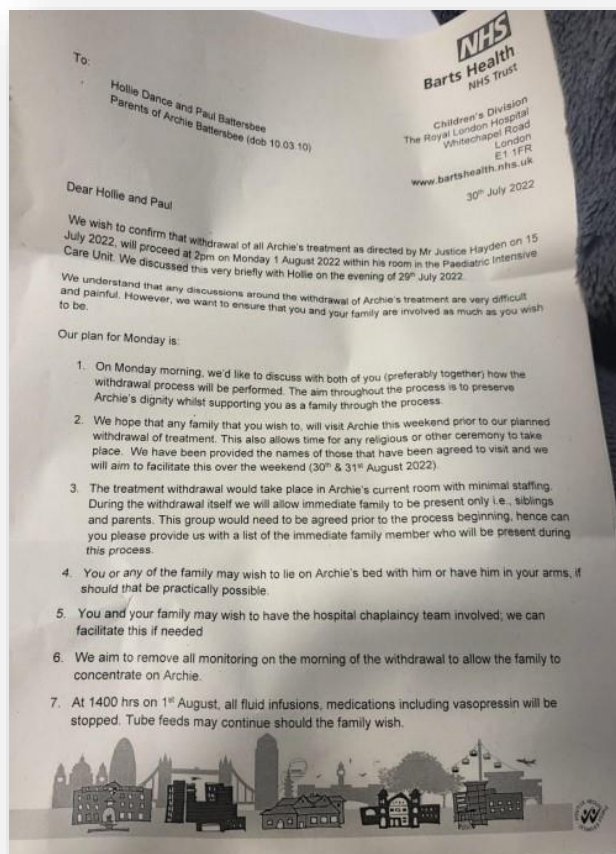 NHS
Barts Health
NHS Trust
To:
Hollie Dance and Paul Battersbee
Parents of Archie Battersbee (dob 10.03.10)
Children's Division
The Royal London Hospital
Whitechapel Road
London
E1 1FR
www.bartshealth.nhs.uk
30th July 2022
Dear Hollie and Paul
We wish to confirm that withdrawal of all Archie's treatment as directed by Mr Justice Hayden on 15
July 2022, will proceed at 2pm on Monday 1 August 2022 within his room in the Paediatric Intensive
Care Unit. We discussed this very briefly with Hollie on the evening of 29th July 2022.
We understand that any discussions around the withdrawal of Archie's treatment are very difficult
and painful. However, we want to ensure that you and your family are involved as much as you wish
to be.
Our plan for Monday is:
1. On Monday morning, we'd like to discuss with both of you (preferably together) how the
withdrawal process will be performed. The aim throughout the process is to preserve
Archie's dignity whilst supporting you as a family through the process.
2. We hope that any family that you wish to, will visit Archie this weekend prior to our planned
withdrawal of treatment. This also allows time for any religious or other ceremony to take
place. We have been provided the names of those that have been agreed to visit and we
will aim to facilitate this over the weekend (30th & 31st August 2022).
3. The treatment withdrawal would take place in Archie's current room with minimal staffing.
During the withdrawal itself we will allow immediate family to be present only i.e., siblings
and parents. This group would need to be agreed prior to the process beginning, hence can
you please provide us with a list of the immediate family member who will be present during
this process.
4. You or any of the family may wish to lie on Archie's bed with him or have him in your arms, if
should that be practically possible.
5. You and your family may wish to have the hospital chaplaincy team involved; we can
facilitate this if needed
6. We aim to remove all monitoring on the morning of the withdrawal to allow the family to
concentrate on Archie.
7. At 1400 hrs on 1st August, all fluid infusions, medications including vasopressin will be
stopped. Tube feeds may continue should the family wish.